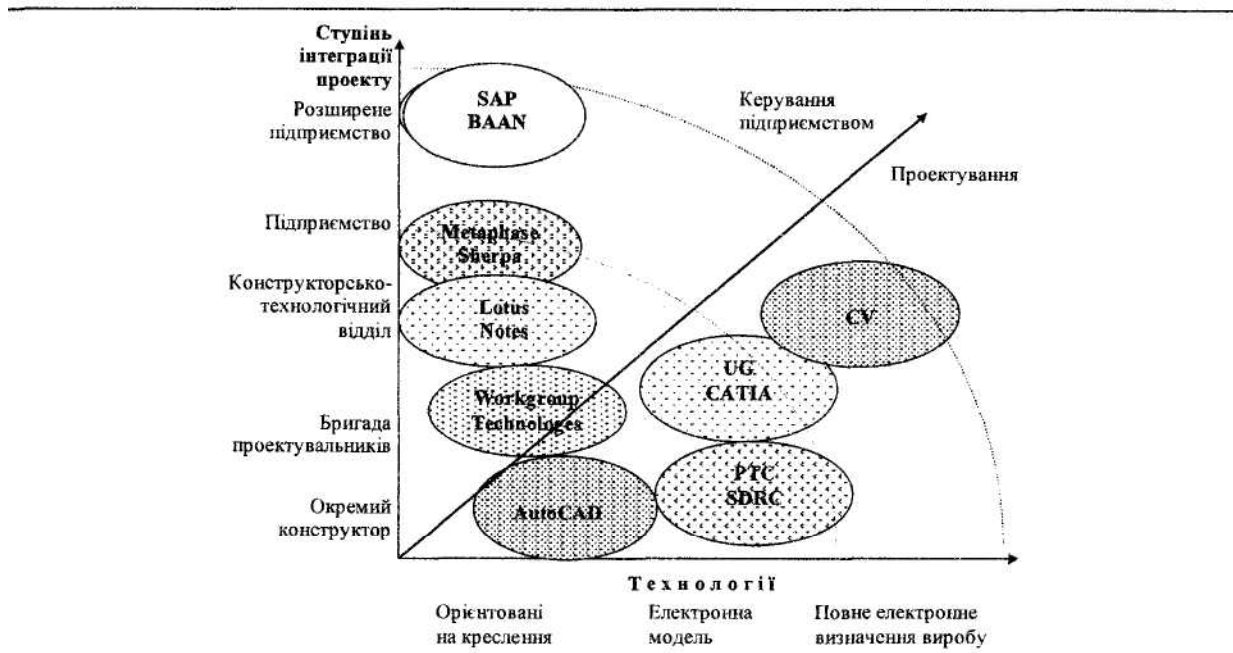 Ступінь
інтеграції
проекту
Розширене
підприємство
SAP
BAAN
Керування
підприємством
Проектування
Підприємство
Metaphase
Sherpa
Конструкторсько-
технологічний
відділ
Lotus
Notes
CV
UG
CATIA
Workgroup
Technologes
Бригада
проектувальників
PTC
SDRC
AutoCAD
Окремий
конструктор
Технології
Орієнтовані
на креслення
Електронна
модель
Повне електронне
визначення виробу